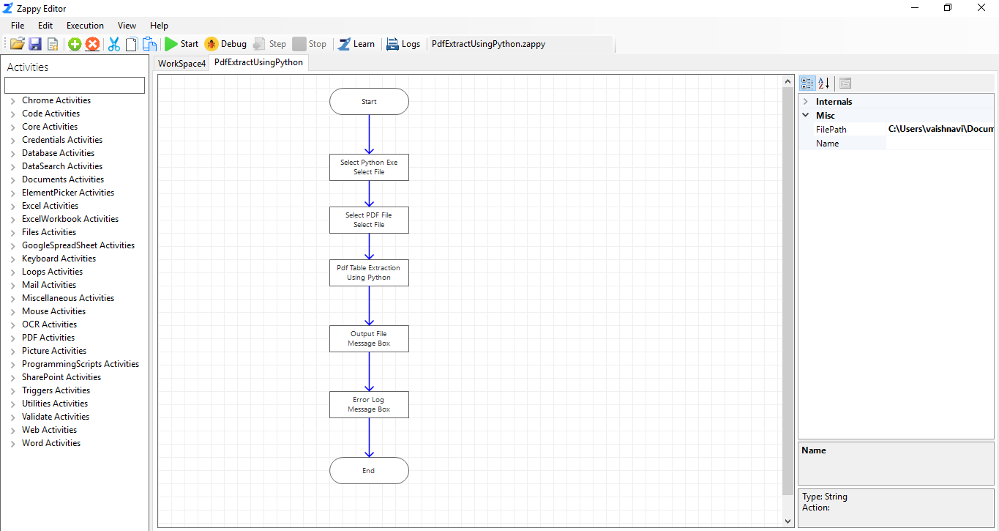 Zappy Editor
File Edit Execution View Help
Start Debug Step Stop Learn Logs PdfExtractUsingPython.zappy
Activities
WorkSpace4 PdfExtractUsingPython
Chrome Activities
Code Activities
Core Activities
Credentials Activities
Database Activities
DataSearch Activities
Documents Activities
ElementPicker Activities
Excel Activities
ExcelWorkbook Activities
Files Activities
GoogleSpreadSheet Activities
Keyboard Activities
Loops Activities
Mail Activities
Miscellaneous Activities
Mouse Activities
OCR Activities
PDF Activities
Picture Activities
ProgrammingScripts Activities
SharePoint Activities
Triggers Activities
Utilities Activities
Validate Activities
Web Activities
Word Activities
Start
Select Python Exe
Select File
Select PDF File
Select File
Pdf Table Extraction
Using Python
Output File
Message Box
Error Log
Message Box
End
Internals
Misc
FilePath C:\Users\vaishnavi\Docum
Name
Name
Type: String
Action: